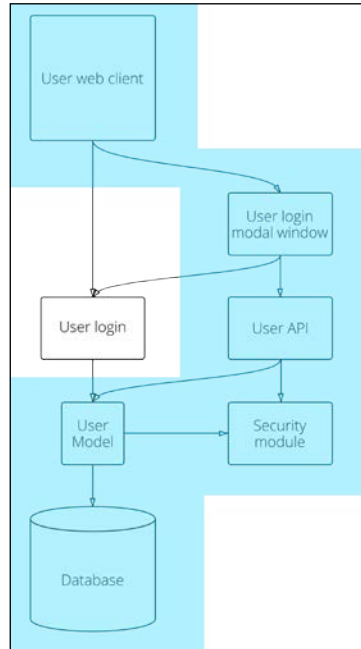 User web client
User login
modal window
User login
User API
User
Model
Security
module
Database